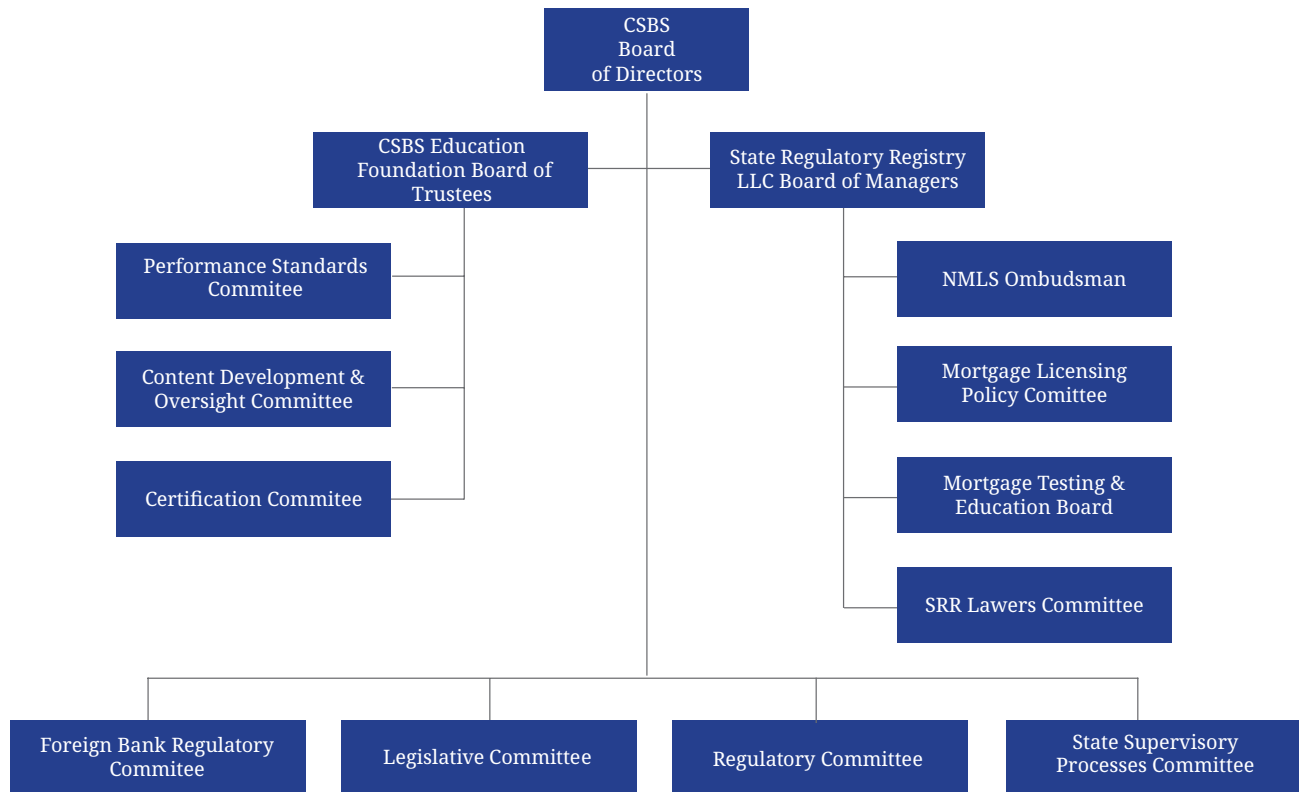 CSBS
Board
of Directors
CSBS Education
Foundation Board of
Trustees
State Regulatory Registry
LLC Board of Managers
Performance Standards
Commitee
Content Development &
Oversight Committee
Certification Commitee
NMLS Ombudsman
Mortgage Licensing
Policy Comittee
Mortgage Testing &
Education Board
SRR Lawers Committee
Foreign Bank Regulatory
Commitee
Legislative Committee
Regulatory Committee
State Supervisory
Processes Committee